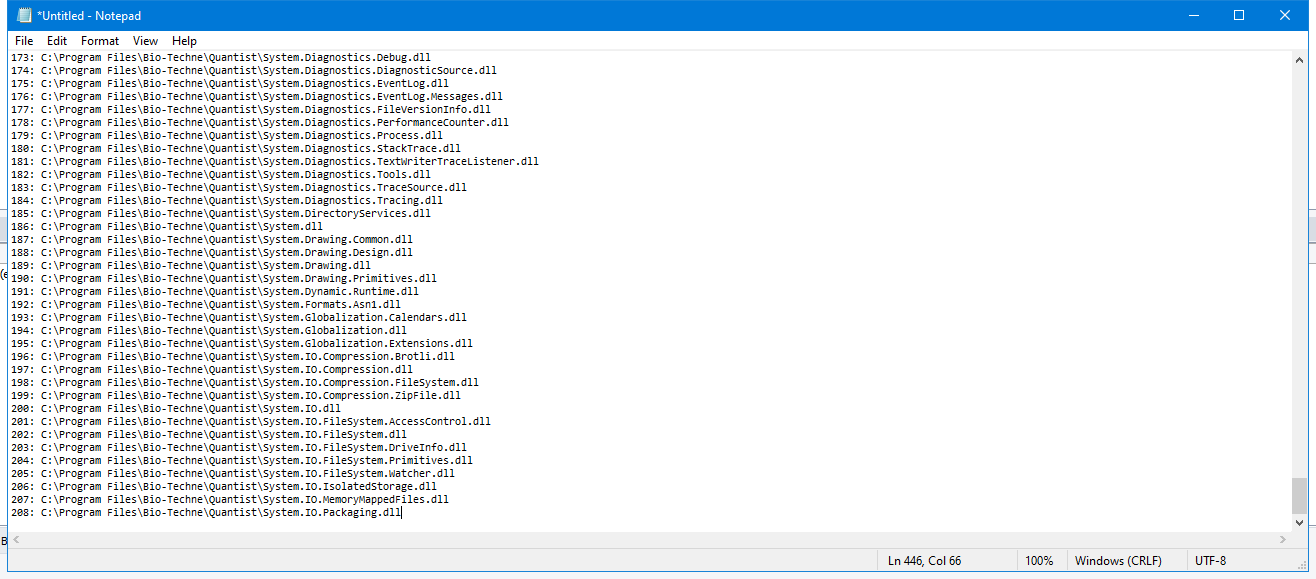 *Untitled - Notepad
File Edit Format View Help
173: C:\Program Files\Bio-Techne\Quantist\System.Diagnostics.Debug.dll
174: C:\Program Files\Bio-Techne\Quantist\System.Diagnostics.DiagnosticSource.dll
175: C:\Program Files\Bio-Techne\Quantist\System.Diagnostics.EventLog.dll
176: C:\Program Files\Bio-Techne\Quantist\System.Diagnostics.EventLog.Messages.dll
177: C:\Program Files\Bio-Techne\Quantist\System.Diagnostics.FileVersionInfo.dll
178: C:\Program Files\Bio-Techne\Quantist\System.Diagnostics.PerformanceCounter.dll
179: C:\Program Files\Bio-Techne\Quantist\System.Diagnostics.Process.dll
180: C:\Program Files\Bio-Techne\Quantist\System.Diagnostics.StackTrace.dll
181: C:\Program Files\Bio-Techne\Quantist\System.Diagnostics.TextWriterTraceListener.dll
182: C:\Program Files\Bio-Techne\Quantist\System.Diagnostics.Tools.dll
183: C:\Program Files\Bio-Techne\Quantist\System.Diagnostics.TraceSource.dll
184: C:\Program Files\Bio-Techne\Quantist\System.Diagnostics.Tracing.dll
185: C:\Program Files\Bio-Techne\Quantist\System.DirectoryServices.dll
186: C:\Program Files\Bio-Techne\Quantist\System.dll
187: C:\Program Files\Bio-Techne\Quantist\System.Drawing.Common.dll
188: C:\Program Files\Bio-Techne\Quantist\System.Drawing.Design.dll
189: C:\Program Files\Bio-Techne\Quantist\System.Drawing.dll
190: C:\Program Files\Bio-Techne\Quantist\System.Drawing.Primitives.dll
191: C:\Program Files\Bio-Techne\Quantist\System.Dynamic.Runtime.dll
192: C:\Program Files\Bio-Techne\Quantist\System.Formats.Asn1.dll
193: C:\Program Files\Bio-Techne\Quantist\System.Globalization.Calendars.dll
194: C:\Program Files\Bio-Techne\Quantist\System.Globalization.dll
195: C:\Program Files\Bio-Techne\Quantist\System.Globalization.Extensions.dll
196: C:\Program Files\Bio-Techne\Quantist\System.IO.Compression.Brotli.dll
197: C:\Program Files\Bio-Techne\Quantist\System.IO.Compression.dll
198: C:\Program Files\Bio-Techne\Quantist\System.IO.Compression.FileSystem.dll
199: C:\Program Files\Bio-Techne\Quantist\System.IO.Compression.ZipFile.dll
200: C:\Program Files\Bio-Techne\Quantist\System.IO.dll
201: C:\Program Files\Bio-Techne\Quantist\System.IO.FileSystem.AccessControl.dll
202: C:\Program Files\Bio-Techne\Quantist\System.IO.FileSystem.dll
203: C:\Program Files\Bio-Techne\Quantist\System.IO.FileSystem.DriveInfo.dll
204: C:\Program Files\Bio-Techne\Quantist\System.IO.FileSystem.Primitives.dll
205: C:\Program Files\Bio-Techne\Quantist\System.IO.FileSystem.Watcher.dll
206: C:\Program Files\Bio-Techne\Quantist\System.IO.IsolatedStorage.dll
207: C:\Program Files\Bio-Techne\Quantist\System.IO.MemoryMappedFiles.dll
208: C:\Program Files\Bio-Techne\Quantist\System.IO.Packaging.dll
Ln 446, Col 66 100% Windows (CRLF) UTF-8